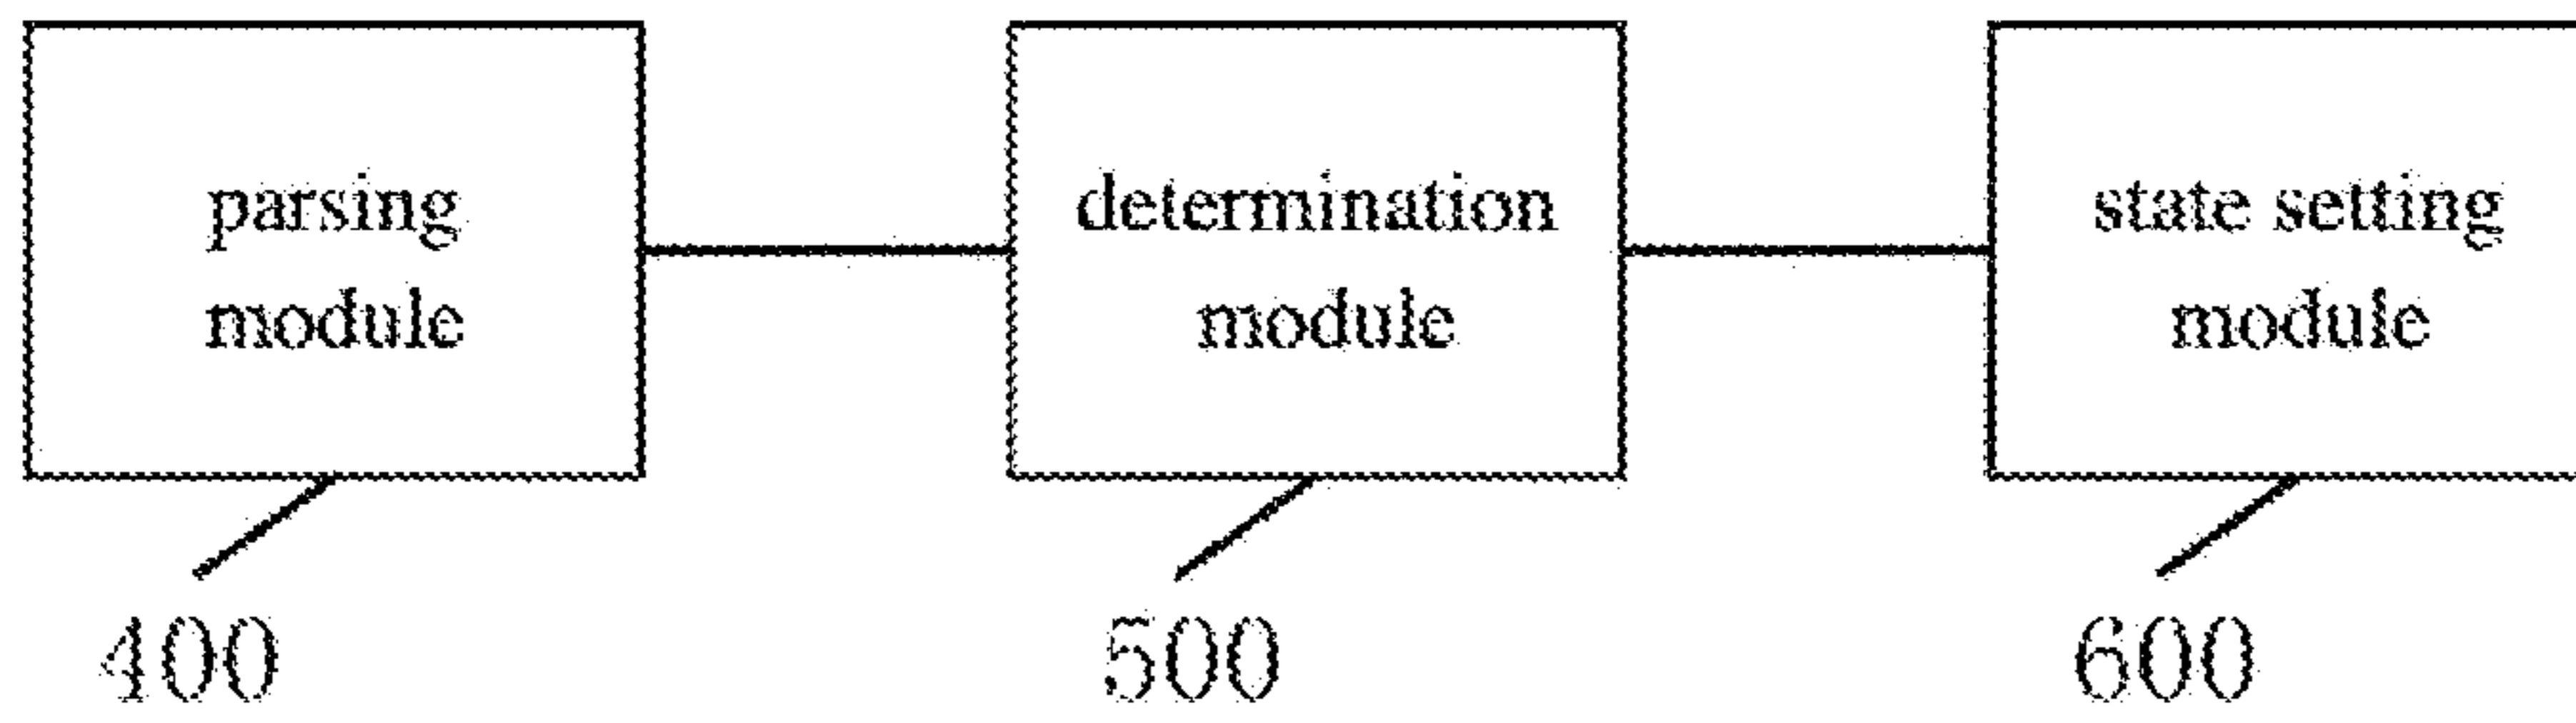 parsing
module
determination
module
state setting
module
400
500
600